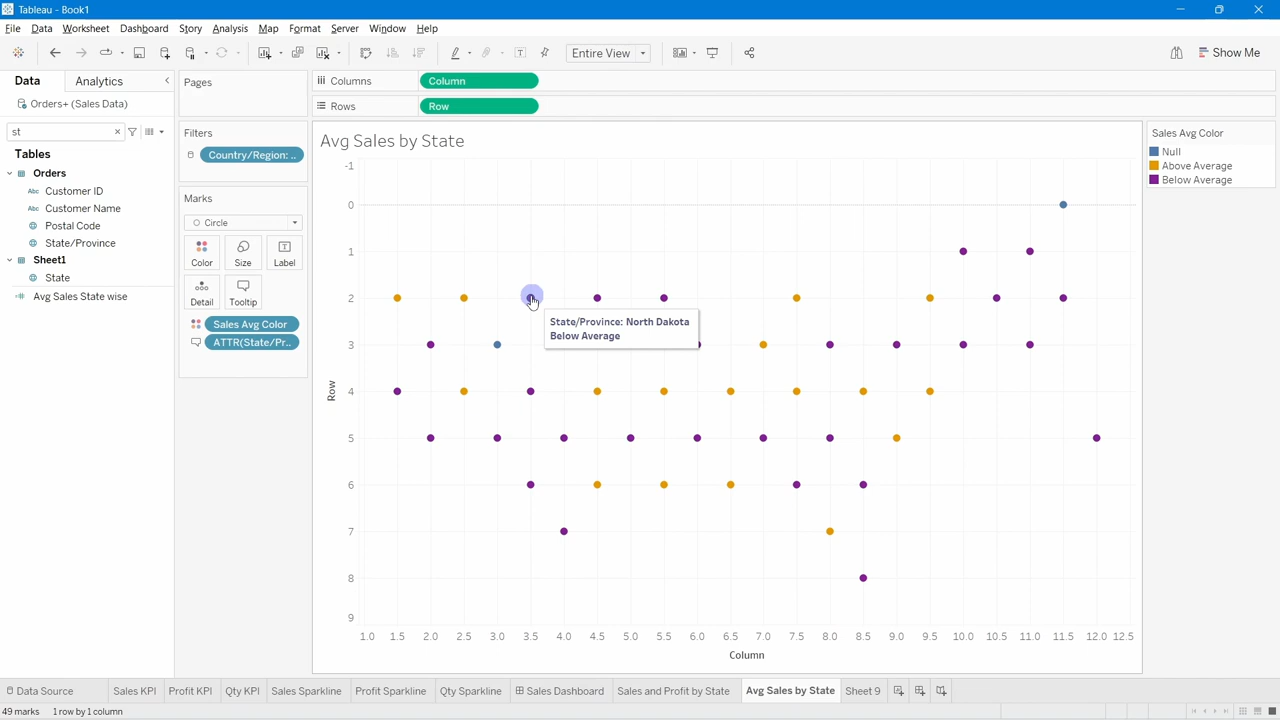 Tableau - Book1
File Data Worksheet Dashboard Story Analysis Map Format Server Window Help
Entire View
Show Me
Data Analytics
Orders+ (Sales Data)
st
Tables
Orders
Abc Customer ID
Abc Customer Name
Postal Code
State/Province
Sheet1
State
Avg Sales State wise
Pages
Filters
Country/Region: ..
Marks
Circle
Color Size Label
Detail Tooltip
Sales Avg Color
ATTR(State/Pr..
Columns Column
Rows Row
Avg Sales by State
-1
0
1
2
3
4
5
6
7
8
9
Row
State/Province: North Dakota
Below Average
1.0 1.5 2.0 2.5 3.0 3.5 4.0 4.5 5.0 5.5 6.0 6.5 7.0 7.5 8.0 8.5 9.0 9.5 10.0 10.5 11.0 11.5 12.0 12.5
Column
Sales Avg Color
Null
Above Average
Below Average
Data Source Sales KPI Profit KPI Qty KPI Sales Sparkline Profit Sparkline Qty Sparkline Sales Dashboard Sales and Profit by State Avg Sales by State Sheet 9
49 marks 1 row by 1 column